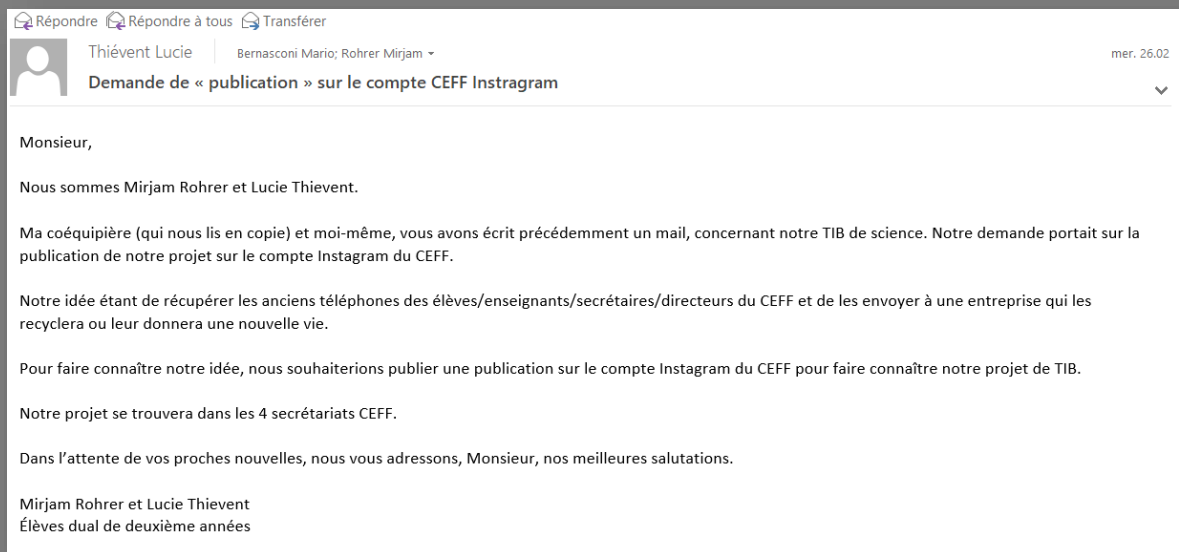 Répondre Répondre à tous Transférer
Thiévent Lucie Bernasconi Mario; Rohrer Mirjam mer. 26.02
Demande de « publication » sur le compte CEFF Instragram
Monsieur,
Nous sommes Mirjam Rohrer et Lucie Thievent.
Ma coéquipière (qui nous lis en copie) et moi-même, vous avons écrit précédemment un mail, concernant notre TIB de science. Notre demande portait sur la
publication de notre projet sur le compte Instagram du CEFF.
Notre idée étant de récupérer les anciens téléphones des élèves/enseignants/secrétaires/directeurs du CEFF et de les envoyer à une entreprise qui les
recyclera ou leur donnera une nouvelle vie.
Pour faire connaître notre idée, nous souhaiterions publier une publication sur le compte Instagram du CEFF pour faire connaître notre projet de TIB.
Notre projet se trouvera dans les 4 secrétariats CEFF.
Dans l'attente de vos proches nouvelles, nous vous adressons, Monsieur, nos meilleures salutations.
Mirjam Rohrer et Lucie Thievent
Élèves dual de deuxième années